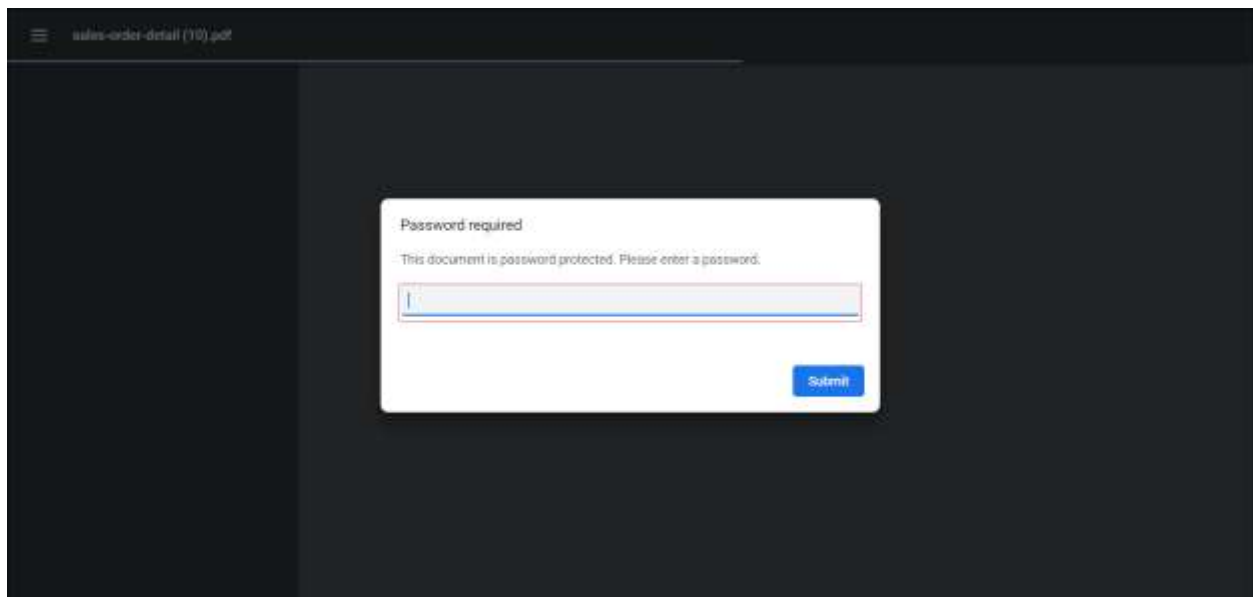 sales-order-detail (10).pdf
Password required
This document is password protected. Please enter a password.
Submit